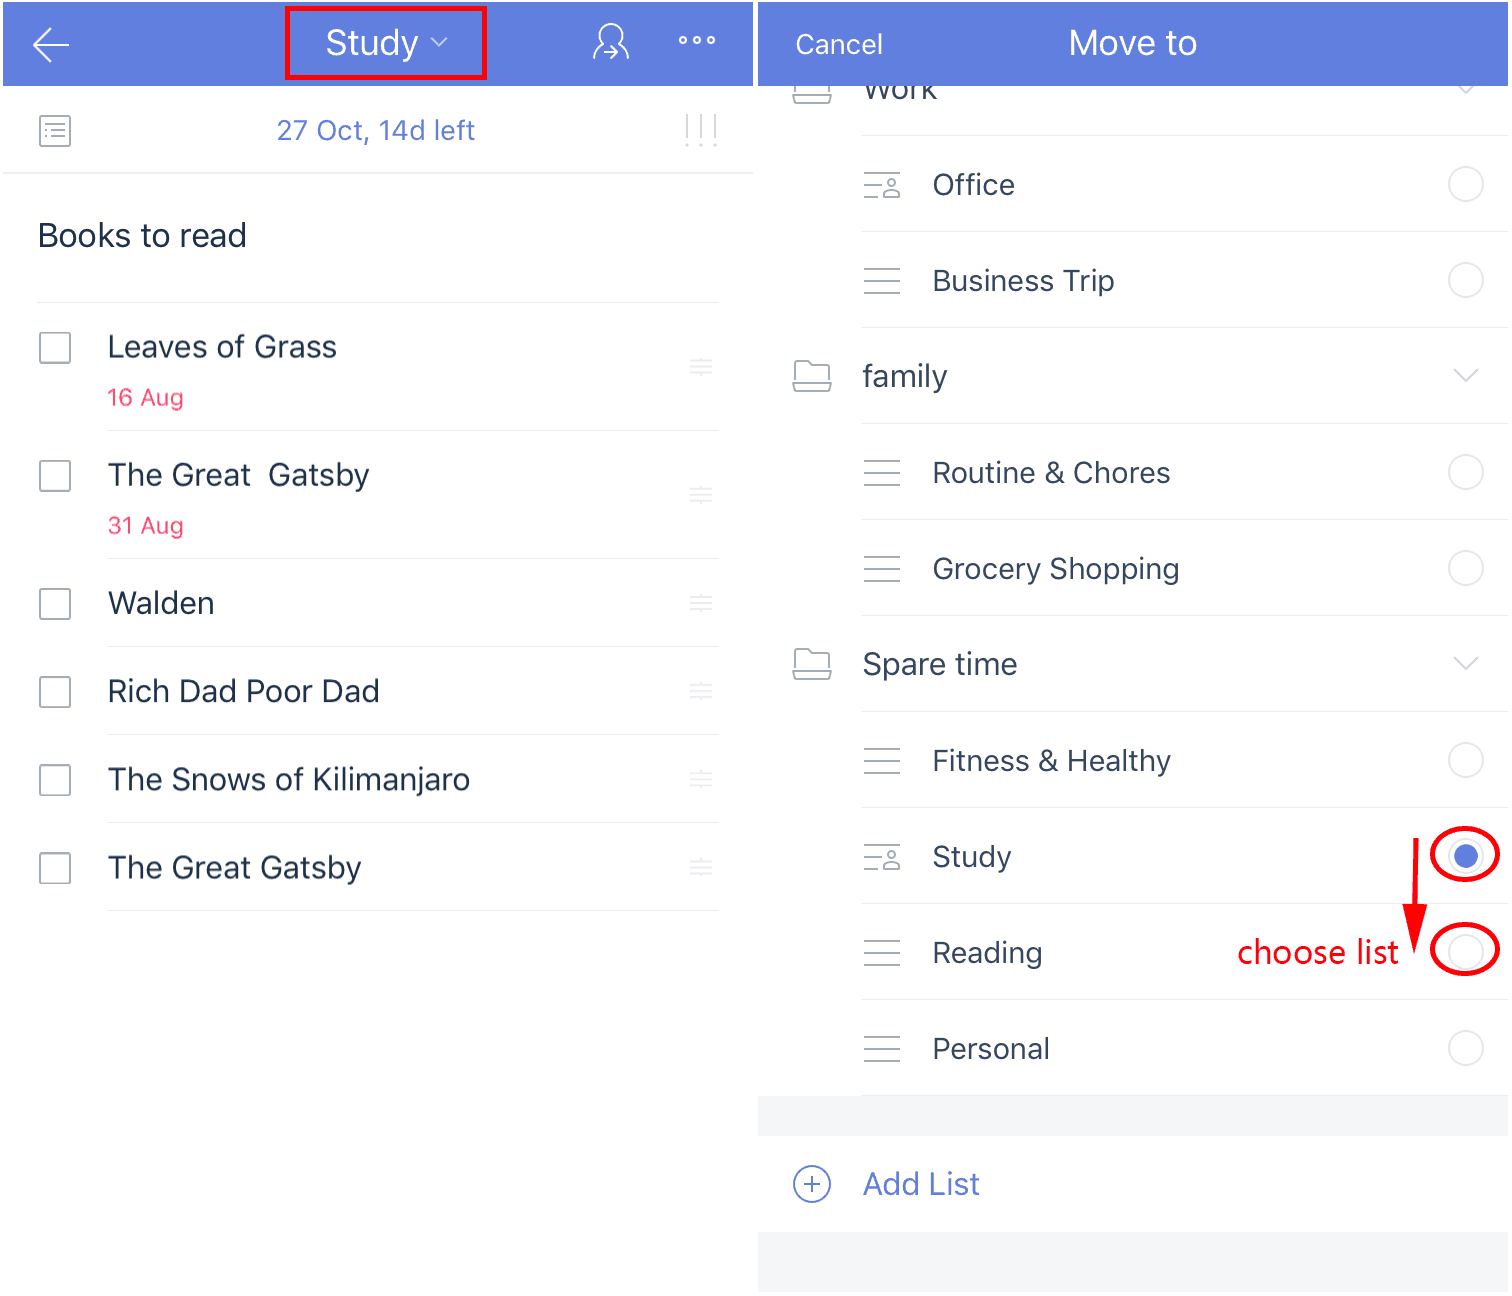 Study
27 Oct, 14d left
Books to read
Leaves of Grass
16 Aug
The Great  Gatsby
31 Aug
Walden
Rich Dad Poor Dad
The Snows of Kilimanjaro
The Great Gatsby
Cancel
Move to
Work
Office
Business Trip
family
Routine & Chores
Grocery Shopping
Spare time
Fitness & Healthy
Study
Reading
choose list
Personal
Add List